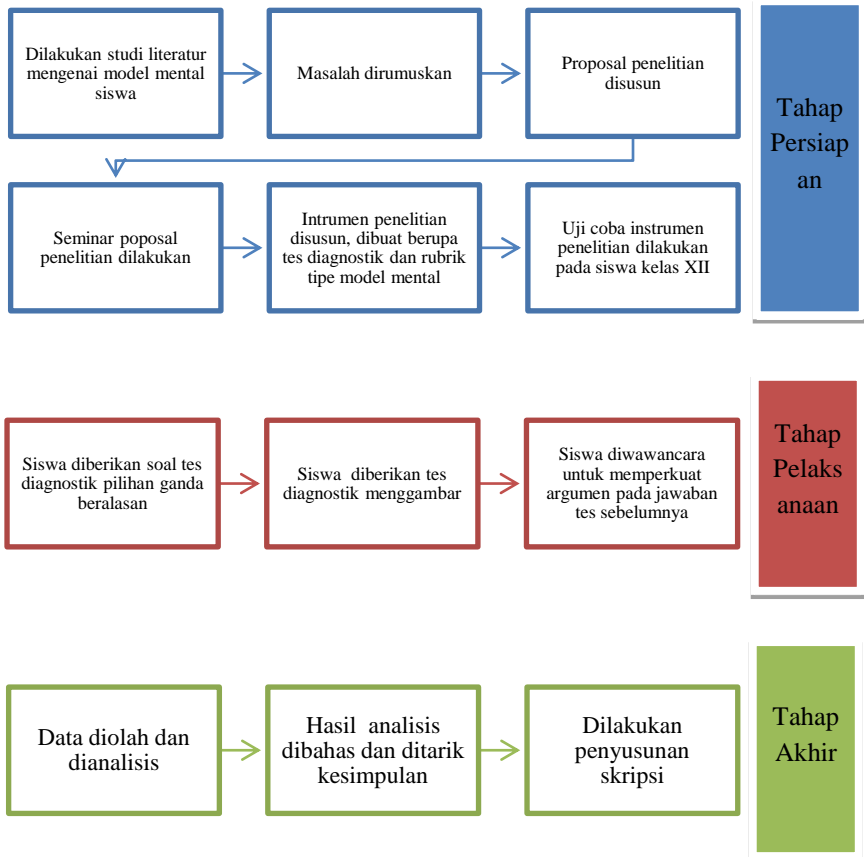 Dilakukan studi literatur
mengenai model mental
siswa
Masalah dirumuskan
Proposal penelitian
disusun
Seminar poposal
penelitian dilakukan
Intrumen penelitian
disusun, dibuat berupa
tes diagnostik dan rubrik
tipe model mental
Uji coba instrumen
penelitian dilakukan
pada siswa kelas XII
Tahap
Persiap
an
Siswa diberikan soal tes
diagnostik pilihan ganda
beralasan
Siswa  diberikan tes
diagnostik menggambar
Siswa diwawancara
untuk memperkuat
argumen pada jawaban
tes sebelumnya
Tahap
Pelaks
anaan
Data diolah dan
dianalisis
Hasil  analisis
dibahas dan ditarik
kesimpulan
Dilakukan
penyusunan
skripsi
Tahap
Akhir